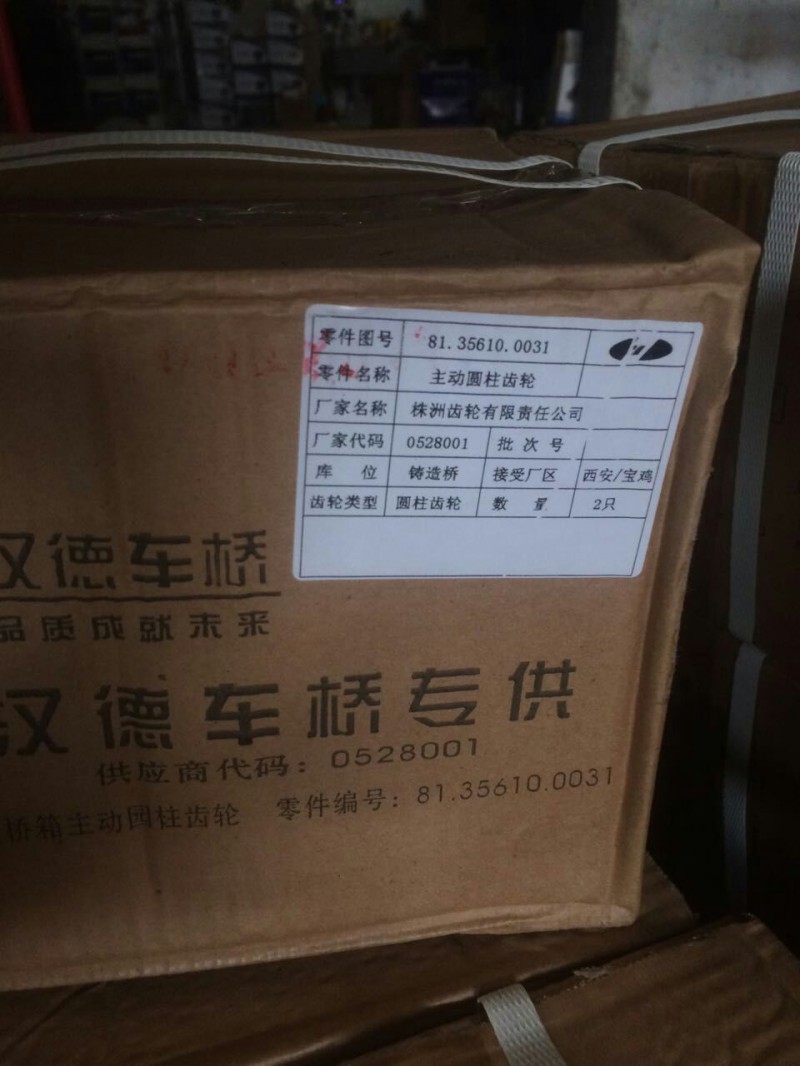 零件图号 81.35610.0031
零件名称 主动圆柱齿轮
厂家名称 株洲齿轮有限责任公司
厂家代码 0528001 批次号
库位 铸造桥 接受厂区 西安/宝鸡
齿轮类型 圆柱齿轮 数量 2只
汉德车桥
品质成就未来
汉德车桥专供
供应商代码：0528001
桥箱主动圆柱齿轮 零件编号：81.35610.0031